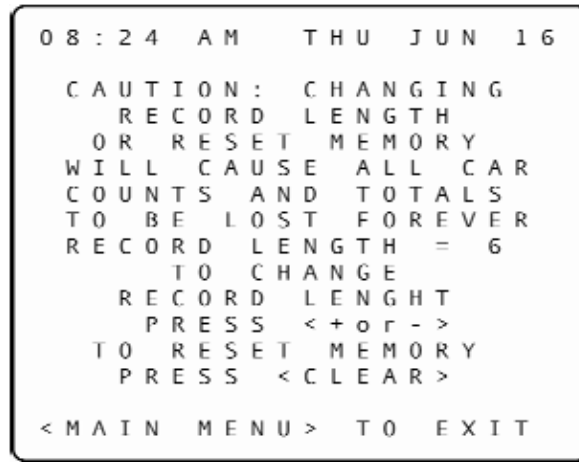 08:24 AM THU JUN 16
CAUTION: CHANGING
RECORD LENGTH
OR RESET MEMORY
WILL CAUSE ALL CAR
COUNTS AND TOTALS
TO BE LOST FOREVER
RECORD LENGTH = 6
TO CHANGE
RECORD LENGHT
PRESS <+or->
TO RESET MEMORY
PRESS <CLEAR>
<MAIN MENU> TO EXIT